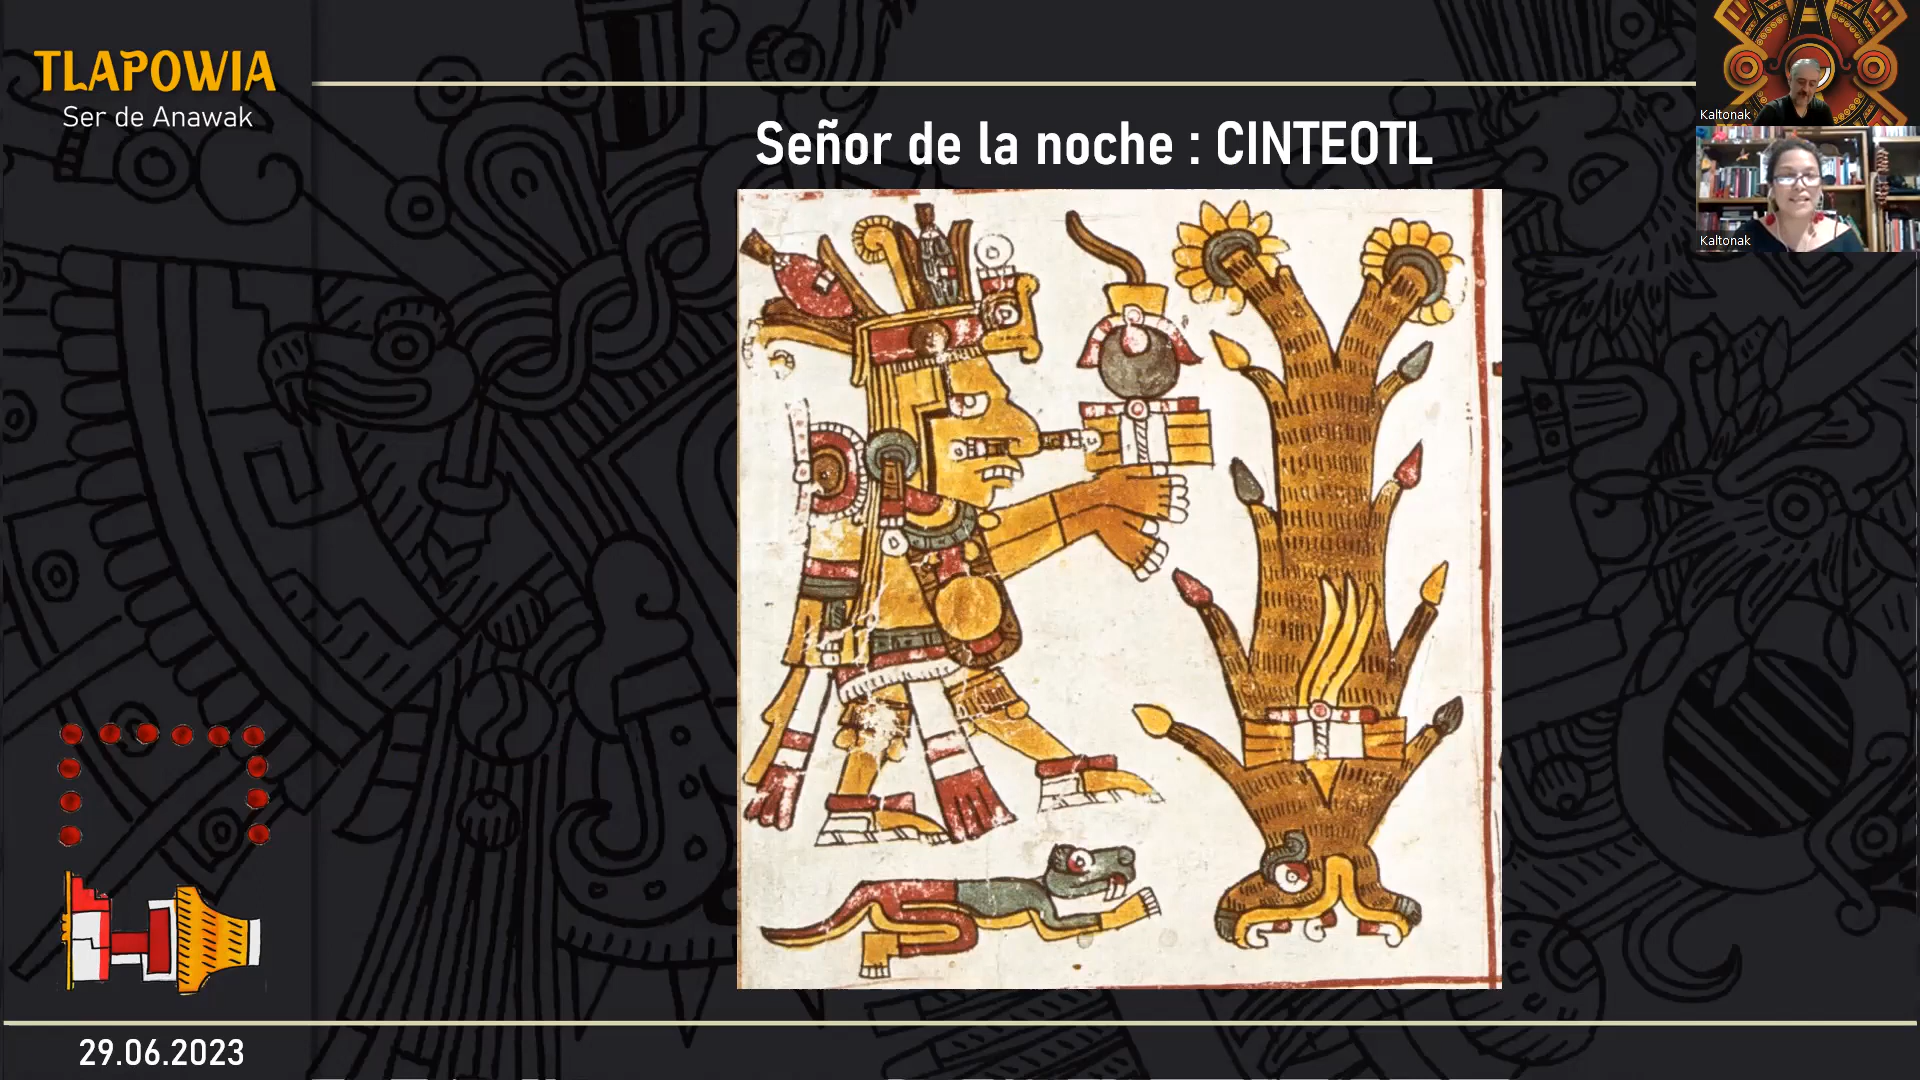 TLAPOWIA
Ser de Anawak
Señor de la noche : CINTEOTL
Kaltonak
Kaltonak
29.06.2023